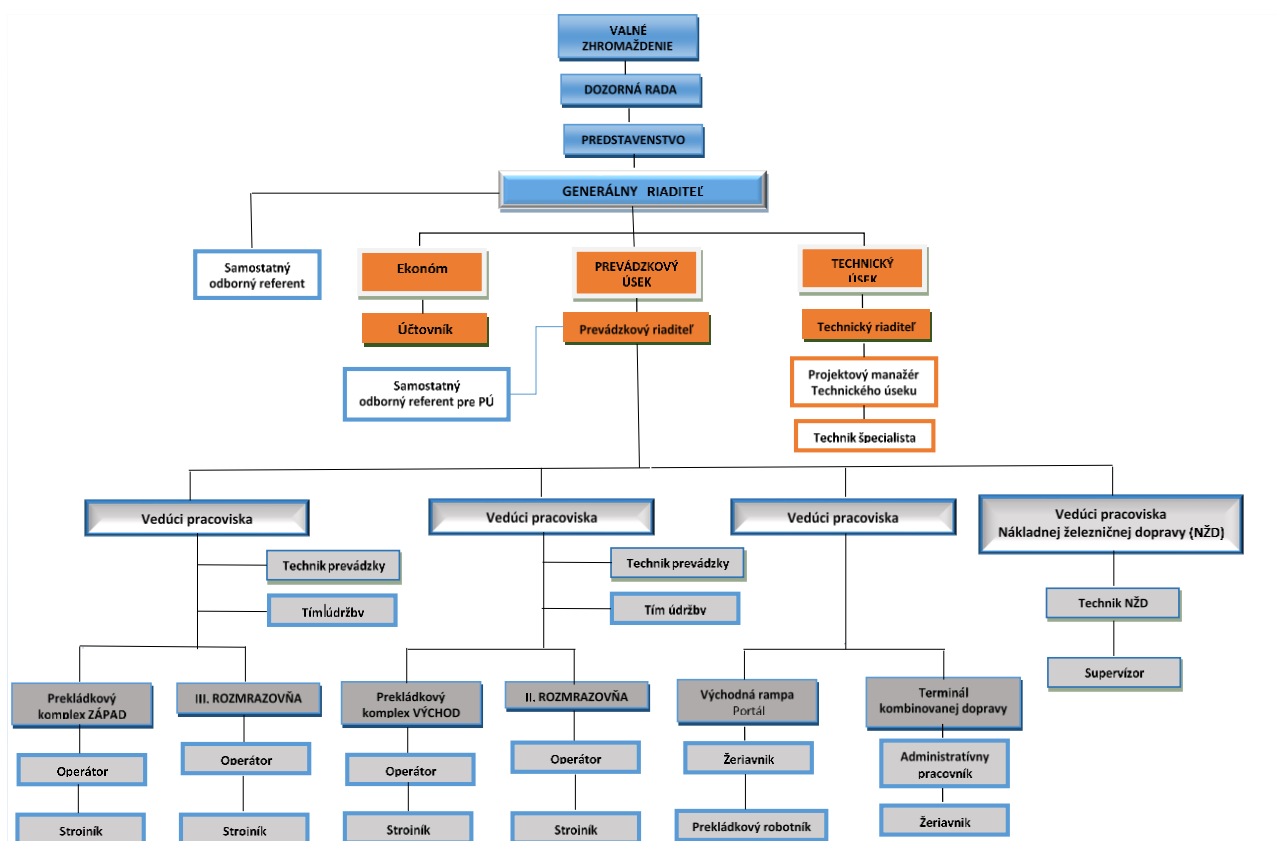 VALNÉ
ZHROMAŽDENIE
DOZORNÁ RADA
PREDSTAVENSTVO
GENERÁLNY RIADITEĽ
Samostatný
odborný referent
Ekonóm
PREVÁDZKOVÝ
ÚSEK
TECHNICKÝ
ÚSEK
Účtovník
Prevádzkový riaditeľ
Technický riaditeľ
Samostatný
odborný referent pre PÚ
Projektový manažér
Technického úseku
Technik špecialista
Vedúci pracoviska
Vedúci pracoviska
Vedúci pracoviska
Vedúci pracoviska
Nákladnej železničnej dopravy (NŽD)
Technik prevádzky
Technik prevádzky
Technik NŽD
Tím údržby
Tím údržby
Supervízor
Prekládkový
komplex ZÁPAD
III. ROZMRAZOVŇA
Prekládkový
komplex VÝCHOD
II. ROZMRAZOVŇA
Východná rampa
Portál
Terminál
kombinovanej dopravy
Operátor
Operátor
Operátor
Operátor
Žeriavnik
Administratívny
pracovník
Strojník
Strojník
Strojník
Strojník
Prekládkový robotník
Žeriavnik